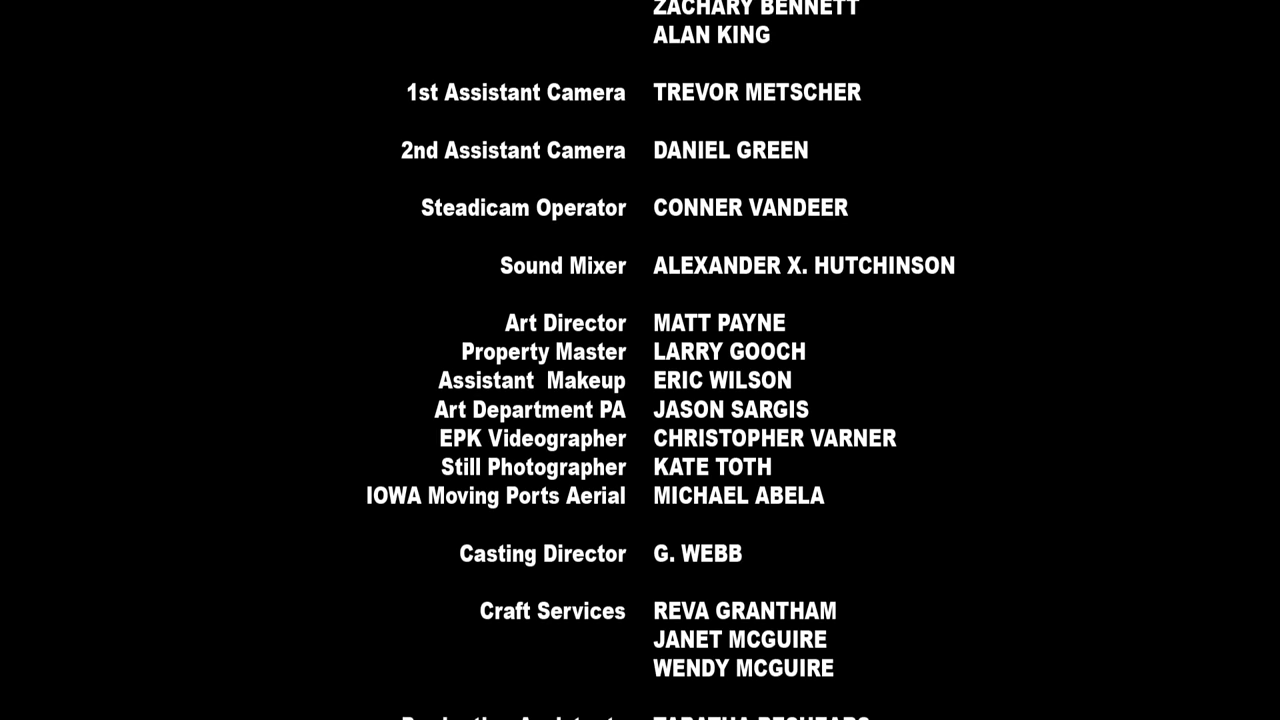 ZACHARY BENNETT
ALAN KING
1st Assistant Camera TREVOR METSCHER
2nd Assistant Camera DANIEL GREEN
Steadicam Operator CONNER VANDEER
Sound Mixer ALEXANDER X. HUTCHINSON
Art Director MATT PAYNE
Property Master LARRY GOOCH
Assistant  Makeup ERIC WILSON
Art Department PA JASON SARGIS
EPK Videographer CHRISTOPHER VARNER
Still Photographer KATE TOTH
IOWA Moving Ports Aerial MICHAEL ABELA
Casting Director G. WEBB
Craft Services REVA GRANTHAM
JANET MCGUIRE
WENDY MCGUIRE